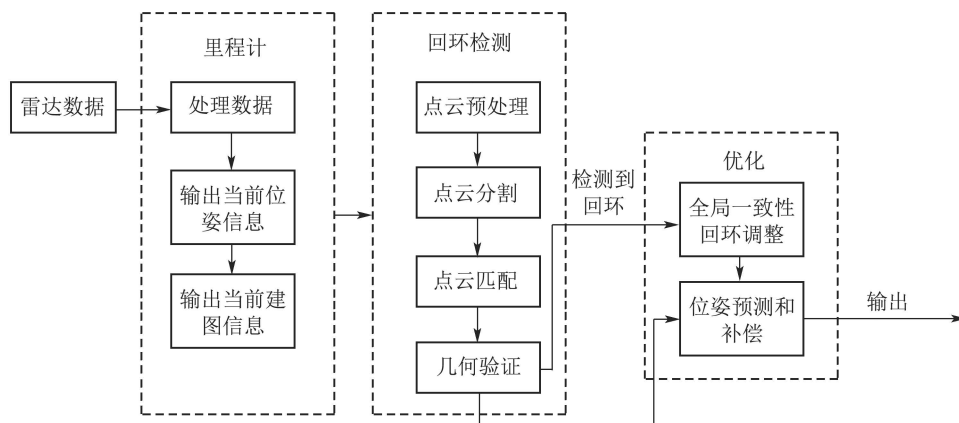 里程计
雷达数据
处理数据
输出当前位
姿信息
输出当前建
图信息
回环检测
点云预处理
点云分割
点云匹配
几何验证
检测到
回环
优化
全局一致性
回环调整
位姿预测和
补偿
输出